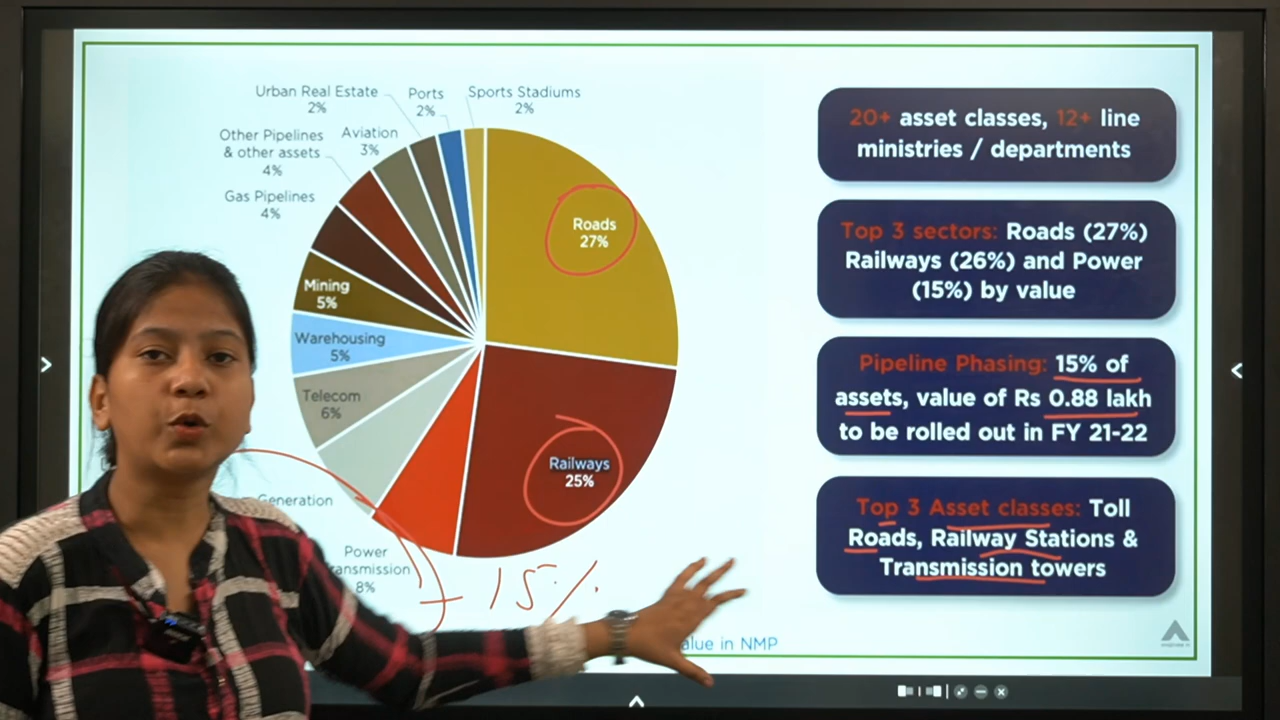 Urban Real Estate
2%
Ports
2%
Sports Stadiums
2%
Other Pipelines
& other assets
4%
Aviation
3%
Gas Pipelines
4%
Mining
5%
Warehousing
5%
Telecom
6%
Generation
Power
8%
Roads
27%
Railways
25%
15%
in NMP
20+ asset classes, 12+ line
ministries / departments
Top 3 sectors: Roads (27%)
Railways (26%) and Power
(15%) by value
Pipeline Phasing: 15% of
assets, value of Rs 0.88 lakh
to be rolled out in FY 21-22
Top 3 Asset classes: Toll
Roads, Railway Stations &
Transmission towers